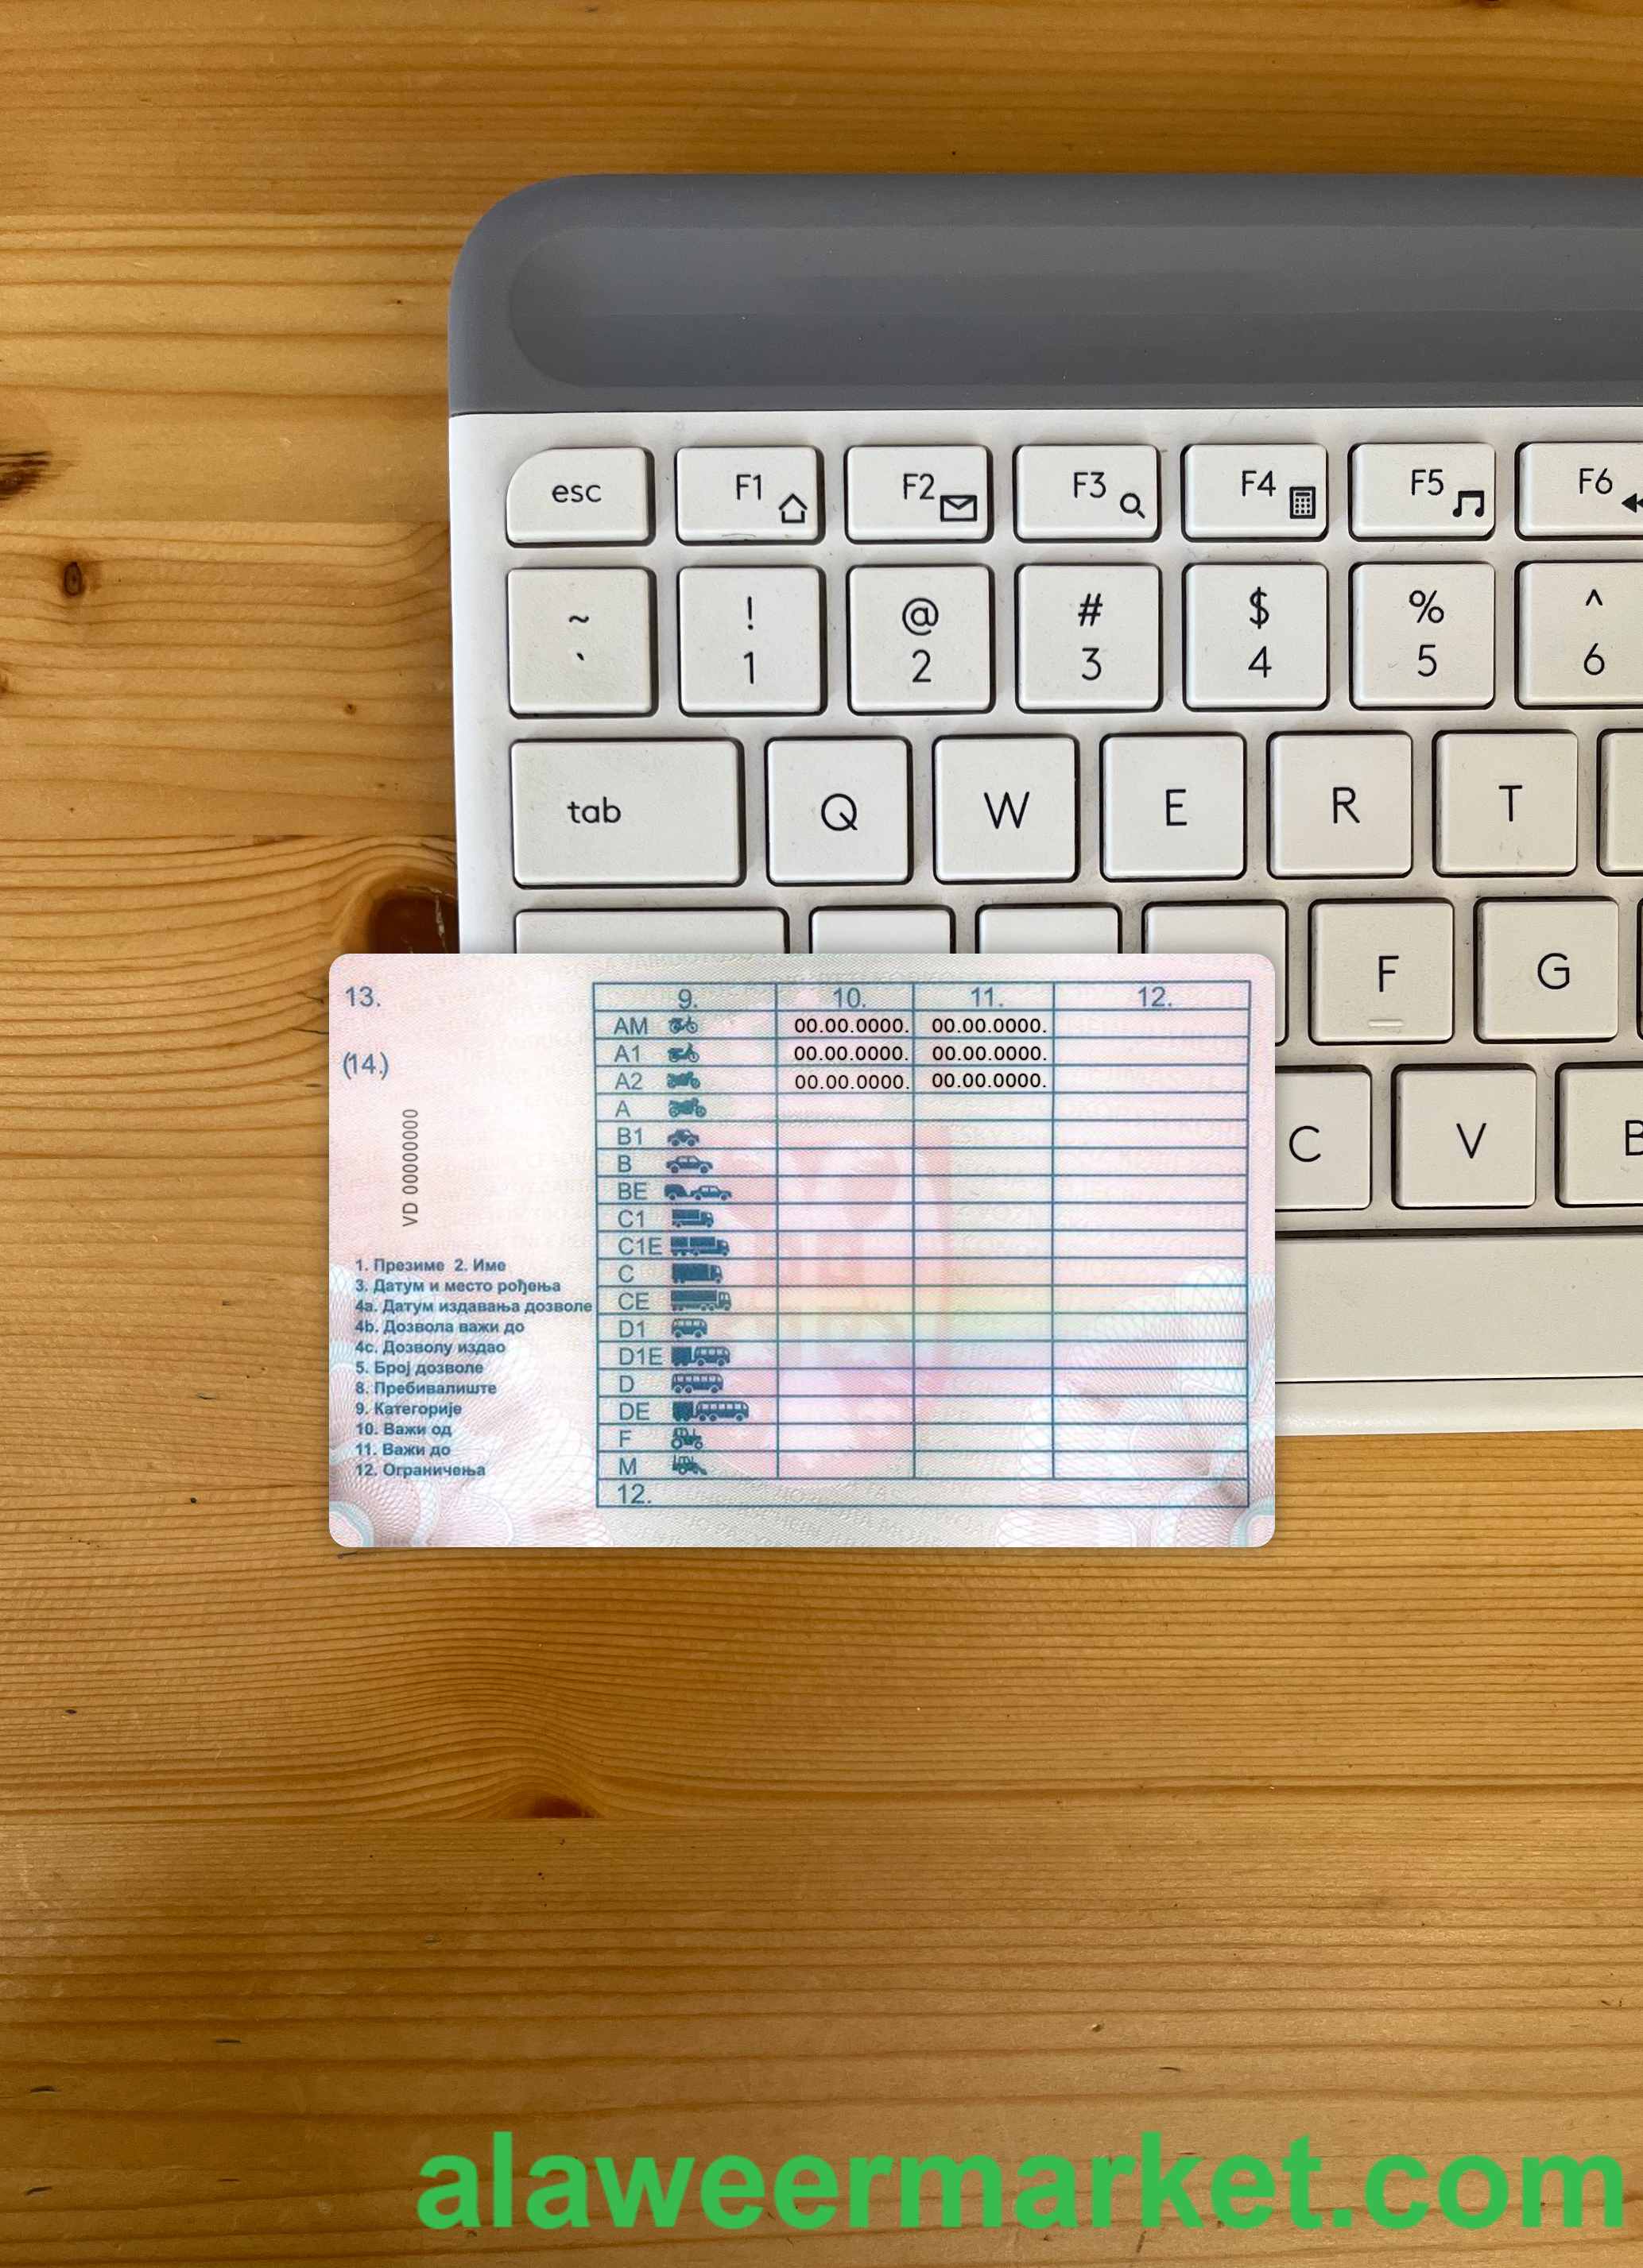 esc F1 F2 F3 F4 F5 F6
~ ! @ # $ % ^
` 1 2 3 4 5 6
tab Q W E R T
F G
C V B
13.
(14.)
VD 00000000
1. Презиме 2. Име
3. Датум и место рођења
4a. Датум издавања дозволе
4b. Дозвола важи до
4c. Дозволу издао
5. Број дозволе
8. Пребивалиште
9. Категорије
10. Важи од
11. Важи до
12. Ограничења
9. 10. 11. 12.
AM 00.00.0000. 00.00.0000.
A1 00.00.0000. 00.00.0000.
A2 00.00.0000. 00.00.0000.
A
B1
B
BE
C1
C1E
C
CE
D1
D1E
D
DE
F
M
12.
alaweermarket.com